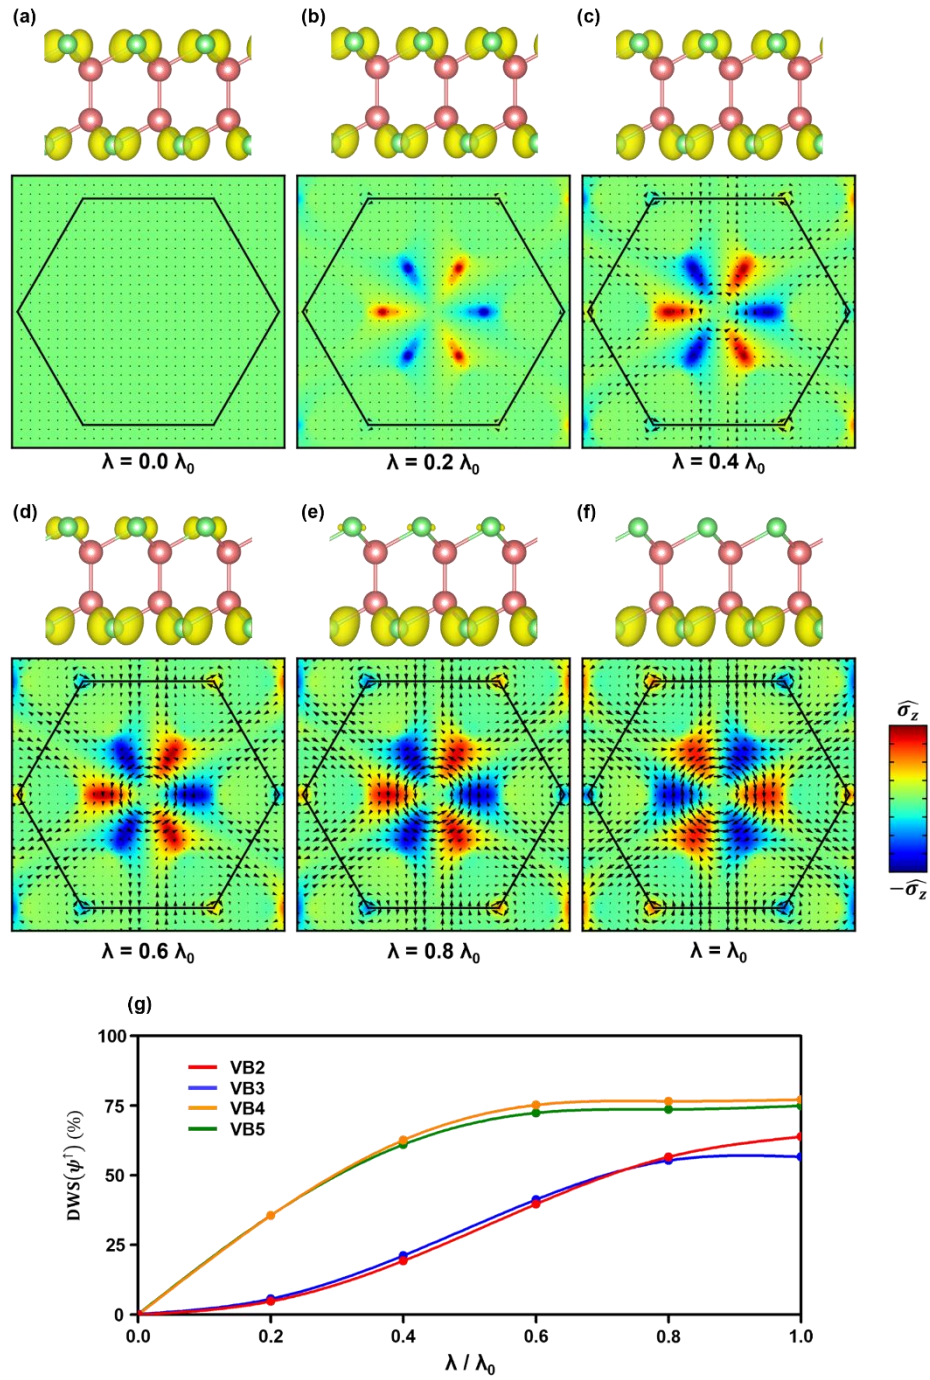 (a)
(b)
(c)
λ = 0.0 λ₀
λ = 0.2 λ₀
λ = 0.4 λ₀
(d)
(e)
(f)
σ̂_z
−σ̂_z
λ = 0.6 λ₀
λ = 0.8 λ₀
λ = λ₀
(g)
100
75
50
25
0
DWS(ψ↑) (%)
VB2
VB3
VB4
VB5
0.0 0.2 0.4 0.6 0.8 1.0
λ / λ₀